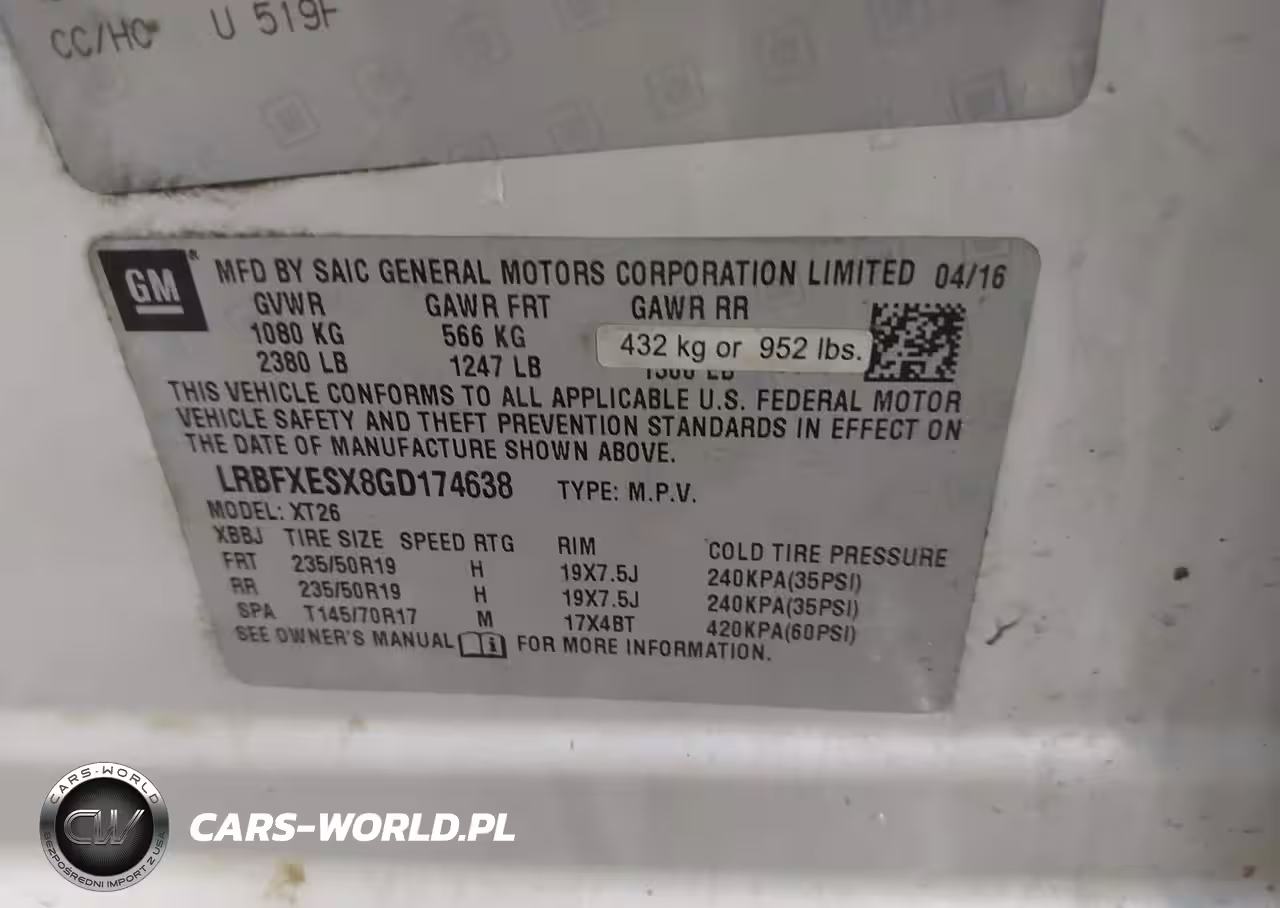 CC/HC U 519F
GM
MFD BY SAIC GENERAL MOTORS CORPORATION LIMITED 04/16
GVWR GAWR FRT GAWR RR
1080 KG 566 KG 432 kg or 952 lbs.
2380 LB 1247 LB
THIS VEHICLE CONFORMS TO ALL APPLICABLE U.S. FEDERAL MOTOR
VEHICLE SAFETY AND THEFT PREVENTION STANDARDS IN EFFECT ON
THE DATE OF MANUFACTURE SHOWN ABOVE.
LRBFXESX8GD174638 TYPE: M.P.V.
MODEL: XT26
XBBJ TIRE SIZE SPEED RTG RIM COLD TIRE PRESSURE
FRT 235/50R19 H 19X7.5J 240KPA(35PSI)
RR 235/50R19 H 19X7.5J 240KPA(35PSI)
SPA T145/70R17 M 17X4BT 420KPA(60PSI)
SEE OWNER'S MANUAL FOR MORE INFORMATION.
CARS-WORLD
CW
BEZPOŚREDNI IMPORT Z USA
CARS-WORLD.PL